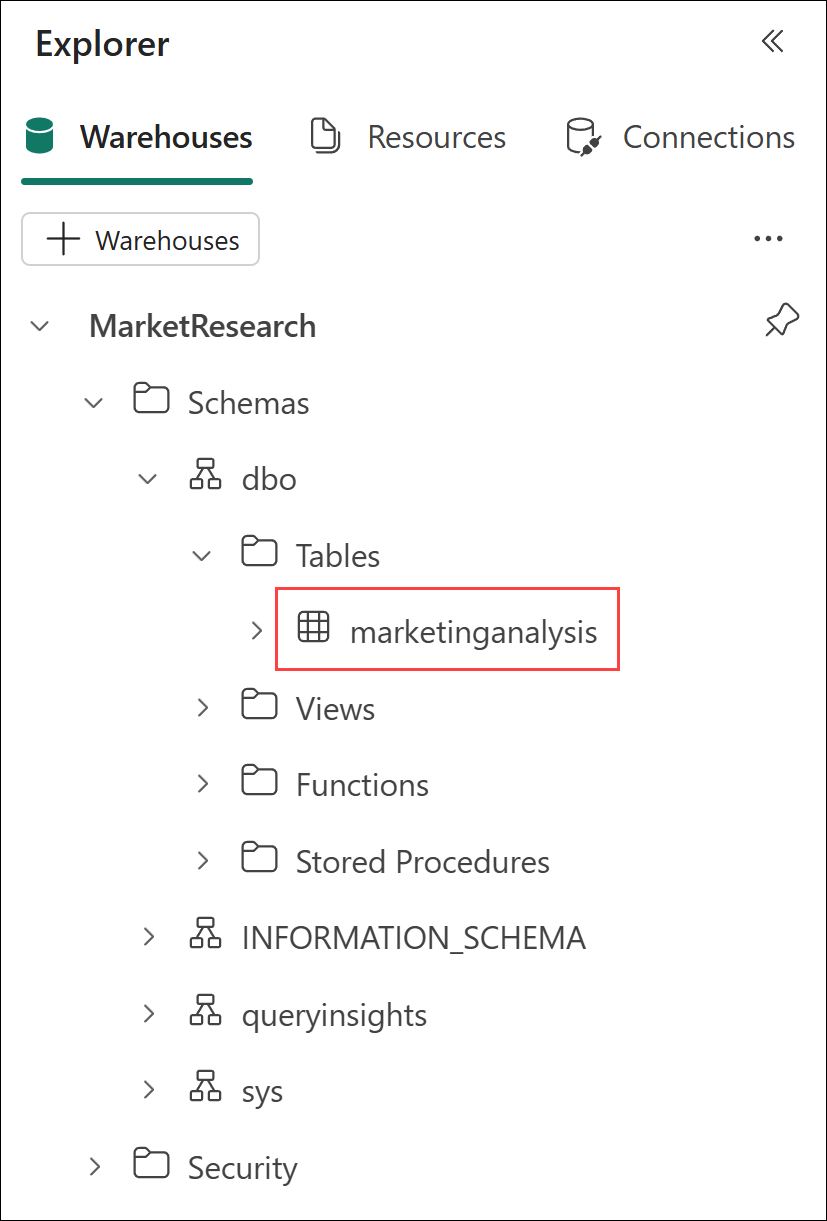 Explorer
Warehouses Resources Connections
Warehouses
MarketResearch
Schemas
dbo
Tables
marketinganalysis
Views
Functions
Stored Procedures
INFORMATION_SCHEMA
queryinsights
sys
Security